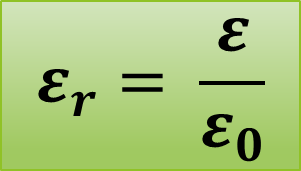 εᵣ = ε / ε₀